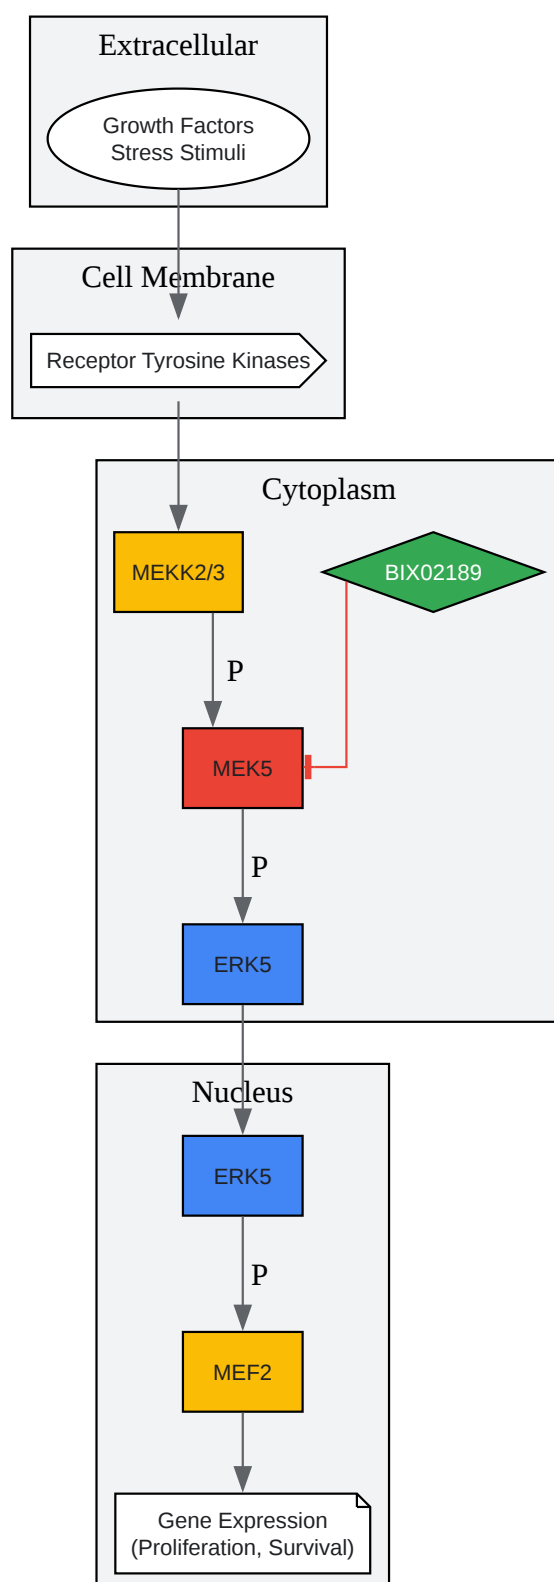 Extracellular
Growth Factors
Stress Stimuli
Cell Membrane
Receptor Tyrosine Kinases
Cytoplasm
MEKK2/3
BIX02189
P
MEK5
P
ERK5
Nucleus
ERK5
P
MEF2
Gene Expression
(Proliferation, Survival)